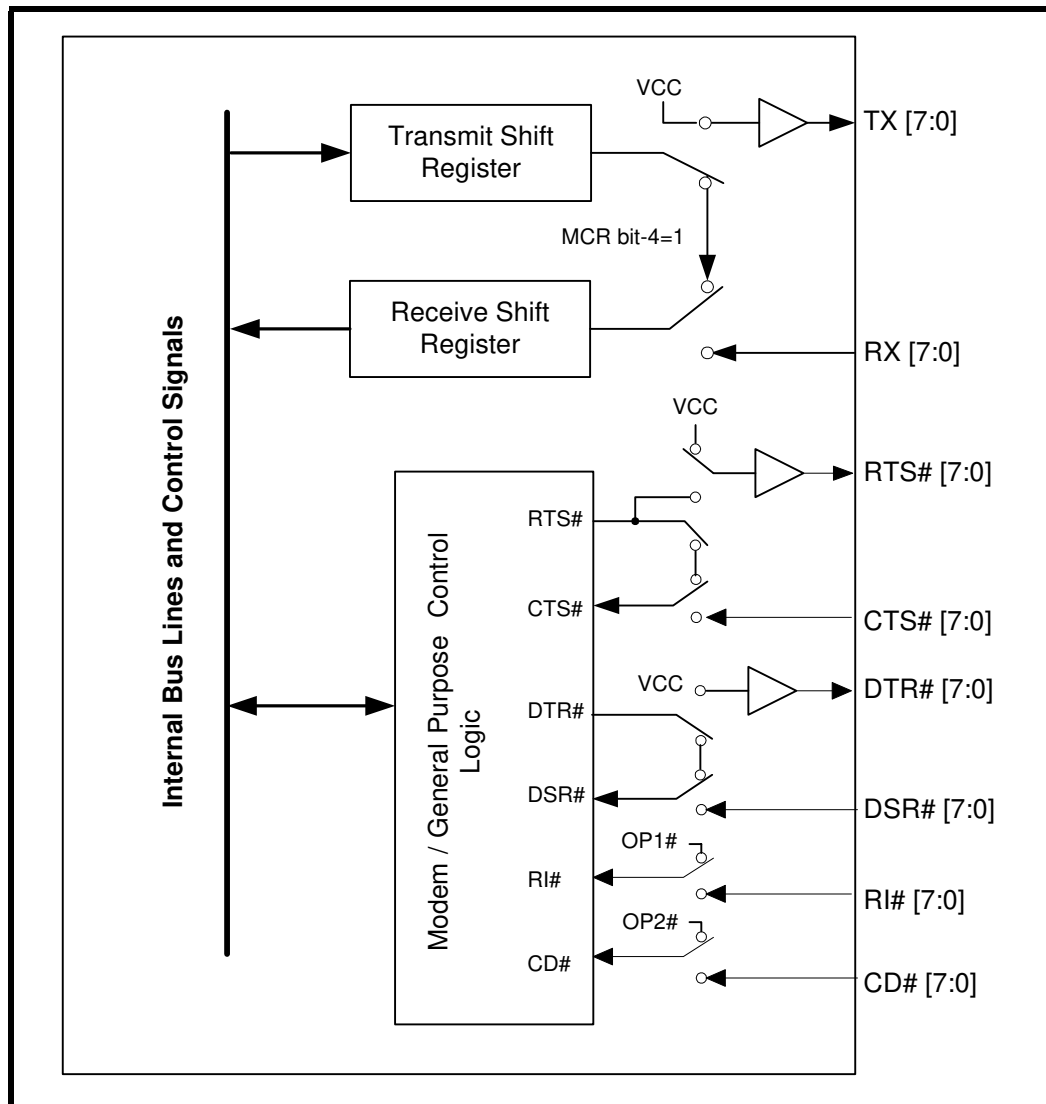 VCC
TX [7:0]
Transmit Shift
Register
MCR bit-4=1
Receive Shift
Register
RX [7:0]
Internal Bus Lines and Control Signals
VCC
RTS# [7:0]
RTS#
CTS#
CTS# [7:0]
Modem / General Purpose Control
Logic
VCC
DTR# [7:0]
DTR#
DSR#
DSR# [7:0]
OP1#
RI#
RI# [7:0]
OP2#
CD#
CD# [7:0]